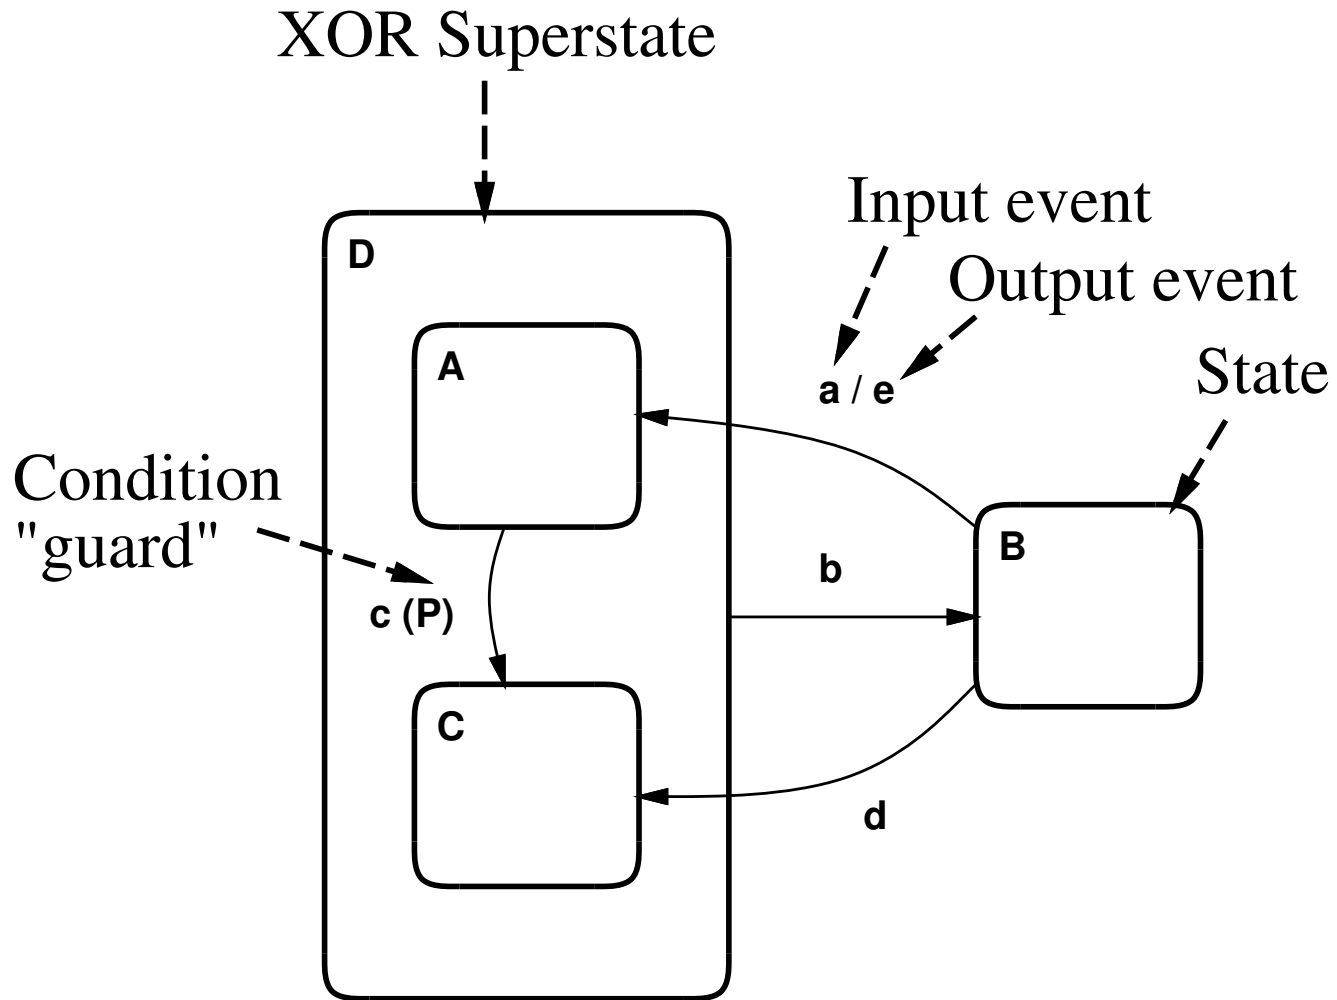 XOR Superstate
Input event
Output event
State
D
A
a / e
Condition
"guard"
B
b
c (P)
C
d